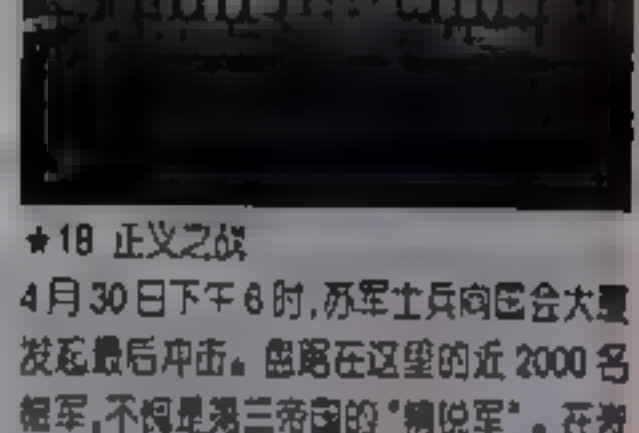 ★18 正义之战
4月30日下午6时,苏军士兵向国会大厦
发起最后冲击。盘踞在这里的近2000名
军,不愧是第三帝国的"精锐军"。在